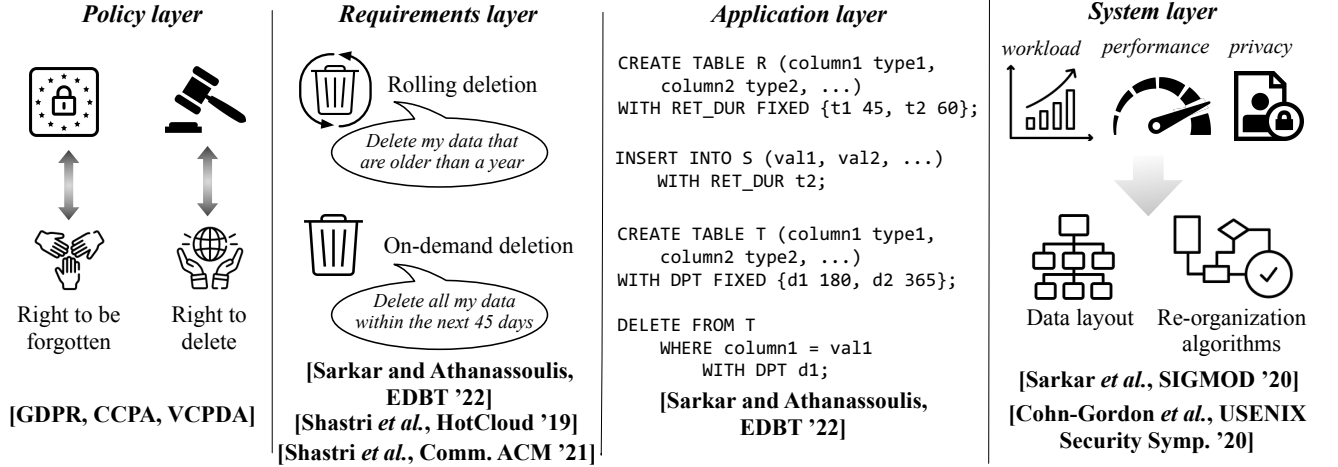 Policy layer
Right to be
forgotten
Right to
delete
[GDPR, CCPA, VCPDA]
Requirements layer
Rolling deletion
Delete my data that
are older than a year
On-demand deletion
Delete all my data
within the next 45 days
[Sarkar and Athanassoulis,
EDBT '22]
[Shastri et al., HotCloud '19]
[Shastri et al., Comm. ACM '21]
Application layer
CREATE TABLE R (column1 type1,
column2 type2, ...)
WITH RET_DUR FIXED {t1 45, t2 60};
INSERT INTO S (val1, val2, ...)
WITH RET_DUR t2;
CREATE TABLE T (column1 type1,
column2 type2, ...)
WITH DPT FIXED {d1 180, d2 365};
DELETE FROM T
WHERE column1 = val1
WITH DPT d1;
[Sarkar and Athanassoulis,
EDBT '22]
System layer
workload performance privacy
Data layout
Re-organization
algorithms
[Sarkar et al., SIGMOD '20]
[Cohn-Gordon et al., USENIX
Security Symp. '20]